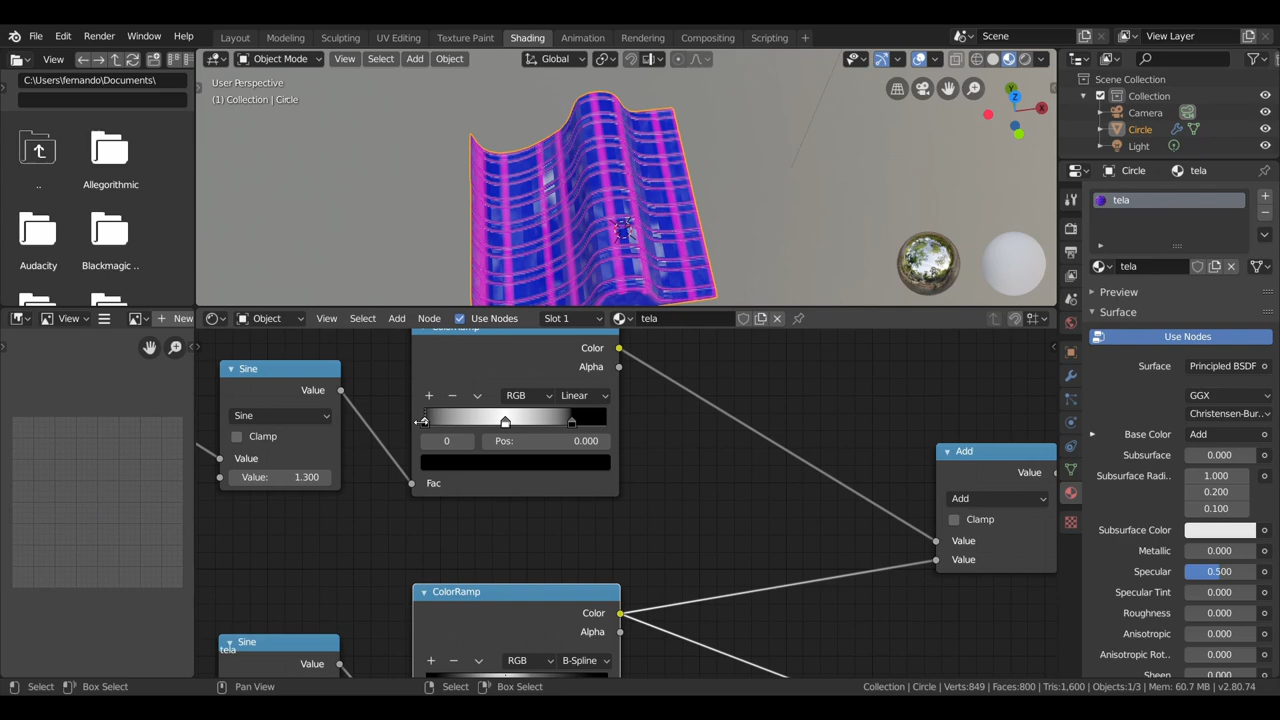 File Edit Render Window Help Layout Modeling Sculpting UV Editing Texture Paint Shading Animation Rendering Compositing Scripting + Scene View Layer
View Object Mode View Select Add Object Global
C:\Users\fernando\Documents\
User Perspective
(1) Collection | Circle
Scene Collection
Collection
Camera
Circle
Light
X
Y
Z
..
Allegorithmic
Audacity
Blackmagic ..
Circle tela
tela
tela
Preview
Surface
Use Nodes
Surface: Principled BSDF
GGX
Christensen-Bur..
Base Color Add
Subsurface 0.000
Subsurface Radi.. 1.000
0.200
0.100
Subsurface Color
Metallic 0.000
Specular 0.500
Specular Tint 0.000
Roughness 0.000
Anisotropic 0.000
Anisotropic Rot.. 0.000
Sheen
View New
Object View Select Add Node Use Nodes Slot 1 tela
ColorRamp
Color
Alpha
RGB Linear
0 Pos: 0.000
Fac
Sine
Value
Sine
Clamp
Value
Value: 1.300
Add
Value
Add
Clamp
Value
Value
ColorRamp
Color
Alpha
RGB B-Spline
Sine
tela
Value
Select Box Select Pan View Select Box Select Collection | Circle | Verts:849 | Faces:800 | Tris:1,600 | Objects:1/3 | Mem: 60.7 MB | v2.80.74